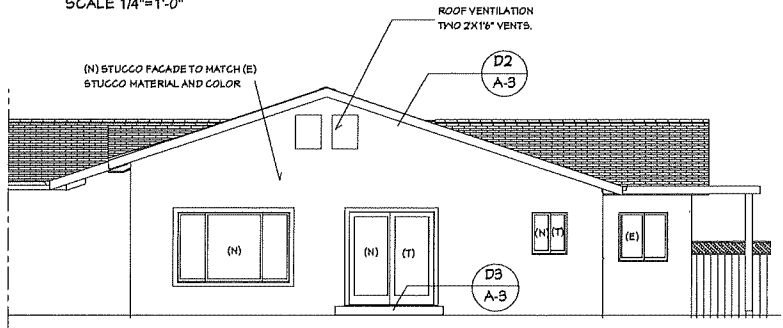 SCALE 1/4"=1'-0"
ROOF VENTILATION
TWO 2X1'6" VENTS.
(N) STUCCO FACADE TO MATCH (E)
STUCCO MATERIAL AND COLOR
D2
A-3
(N)
(N)
(T)
(N)
(T)
(E)
D3
A-3